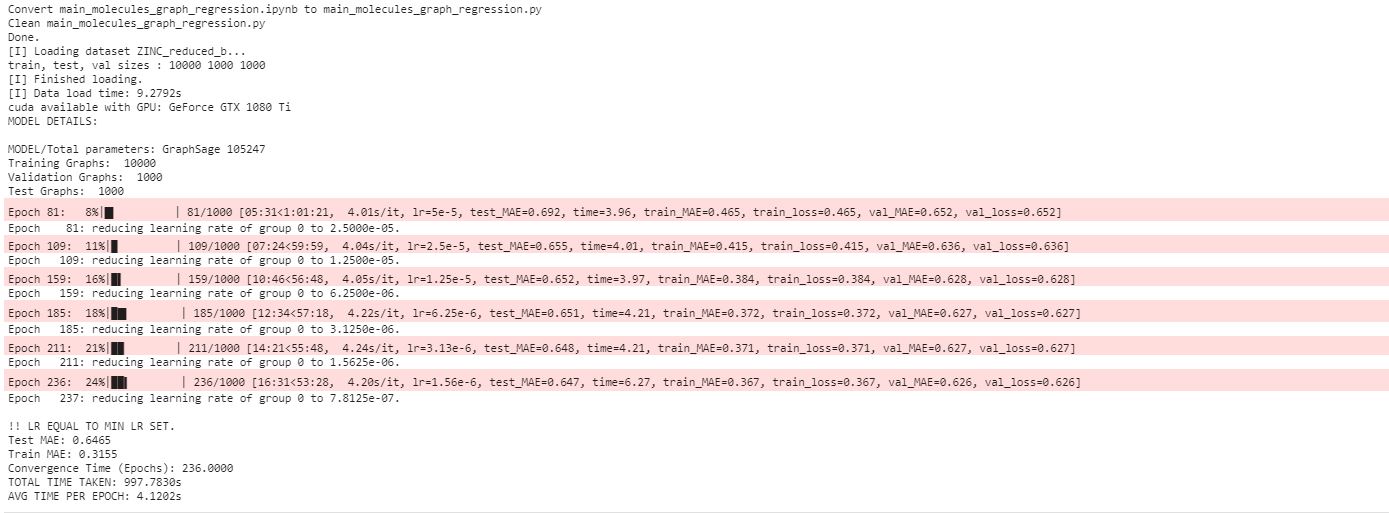 Convert main_molecules_graph_regression.ipynb to main_molecules_graph_regression.py
Clean main_molecules_graph_regression.py
Done.
[I] Loading dataset ZINC_reduced_b...
train, test, val sizes : 10000 1000 1000
[I] Finished loading.
[I] Data load time: 9.2792s
cuda available with GPU: GeForce GTX 1080 Ti
MODEL DETAILS:
MODEL/Total parameters: GraphSage 105247
Training Graphs:  10000
Validation Graphs:  1000
Test Graphs:  1000
Epoch 81:   8%|█         | 81/1000 [05:31<1:01:21,  4.01s/it, lr=5e-5, test_MAE=0.692, time=3.96, train_MAE=0.465, train_loss=0.465, val_MAE=0.652, val_loss=0.652]
Epoch    81: reducing learning rate of group 0 to 2.5000e-05.
Epoch 109:  11%|█         | 109/1000 [07:24<59:59,  4.04s/it, lr=2.5e-5, test_MAE=0.655, time=4.01, train_MAE=0.415, train_loss=0.415, val_MAE=0.636, val_loss=0.636]
Epoch   109: reducing learning rate of group 0 to 1.2500e-05.
Epoch 159:  16%|█▌        | 159/1000 [10:46<56:48,  4.05s/it, lr=1.25e-5, test_MAE=0.652, time=3.97, train_MAE=0.384, train_loss=0.384, val_MAE=0.628, val_loss=0.628]
Epoch   159: reducing learning rate of group 0 to 6.2500e-06.
Epoch 185:  18%|█▊        | 185/1000 [12:34<57:18,  4.22s/it, lr=6.25e-6, test_MAE=0.651, time=4.21, train_MAE=0.372, train_loss=0.372, val_MAE=0.627, val_loss=0.627]
Epoch   185: reducing learning rate of group 0 to 3.1250e-06.
Epoch 211:  21%|██        | 211/1000 [14:21<55:48,  4.24s/it, lr=3.13e-6, test_MAE=0.648, time=4.21, train_MAE=0.371, train_loss=0.371, val_MAE=0.627, val_loss=0.627]
Epoch   211: reducing learning rate of group 0 to 1.5625e-06.
Epoch 236:  24%|██▎       | 236/1000 [16:31<53:28,  4.20s/it, lr=1.56e-6, test_MAE=0.647, time=6.27, train_MAE=0.367, train_loss=0.367, val_MAE=0.626, val_loss=0.626]
Epoch   237: reducing learning rate of group 0 to 7.8125e-07.
!! LR EQUAL TO MIN LR SET.
Test MAE: 0.6465
Train MAE: 0.3155
Convergence Time (Epochs): 236.0000
TOTAL TIME TAKEN: 997.7830s
AVG TIME PER EPOCH: 4.1202s